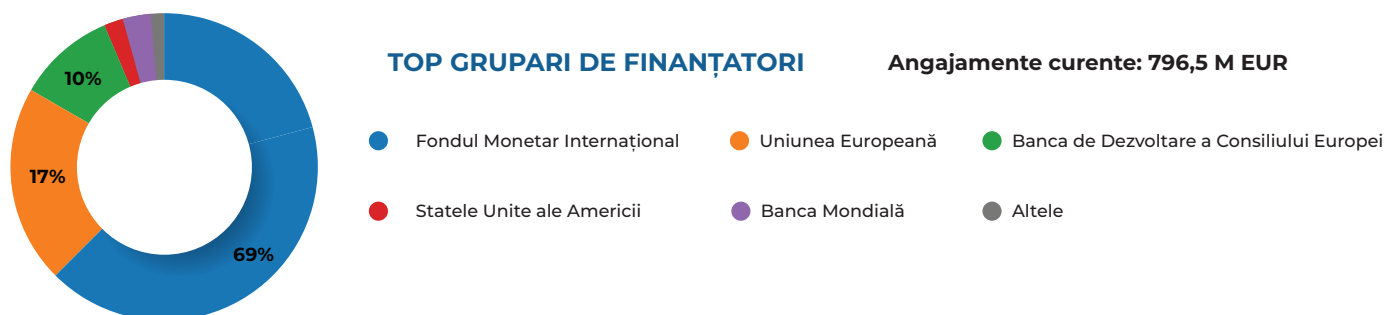 TOP GRUPARI DE FINANȚATORI
Angajamente curente: 796,5 M EUR
10%
17%
69%
Fondul Monetar Internațional
Uniunea Europeană
Banca de Dezvoltare a Consiliului Europei
Statele Unite ale Americii
Banca Mondială
Altele